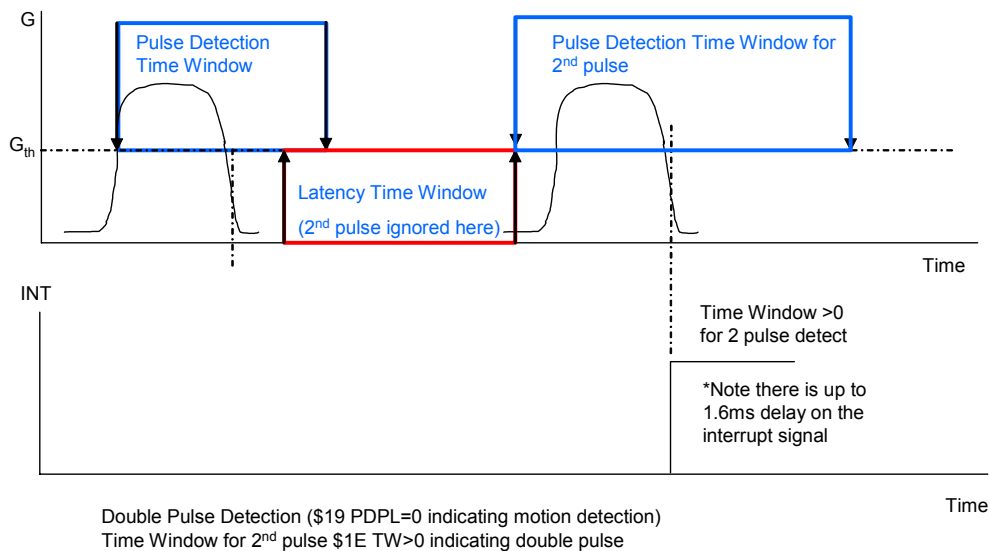 G
Pulse Detection
Time Window
Pulse Detection Time Window for
2nd pulse
Gth
Latency Time Window
(2nd pulse ignored here)
Time
INT
Time Window >0
for 2 pulse detect
*Note there is up to
1.6ms delay on the
interrupt signal
Time
Double Pulse Detection ($19 PDPL=0 indicating motion detection)
Time Window for 2nd pulse $1E TW>0 indicating double pulse